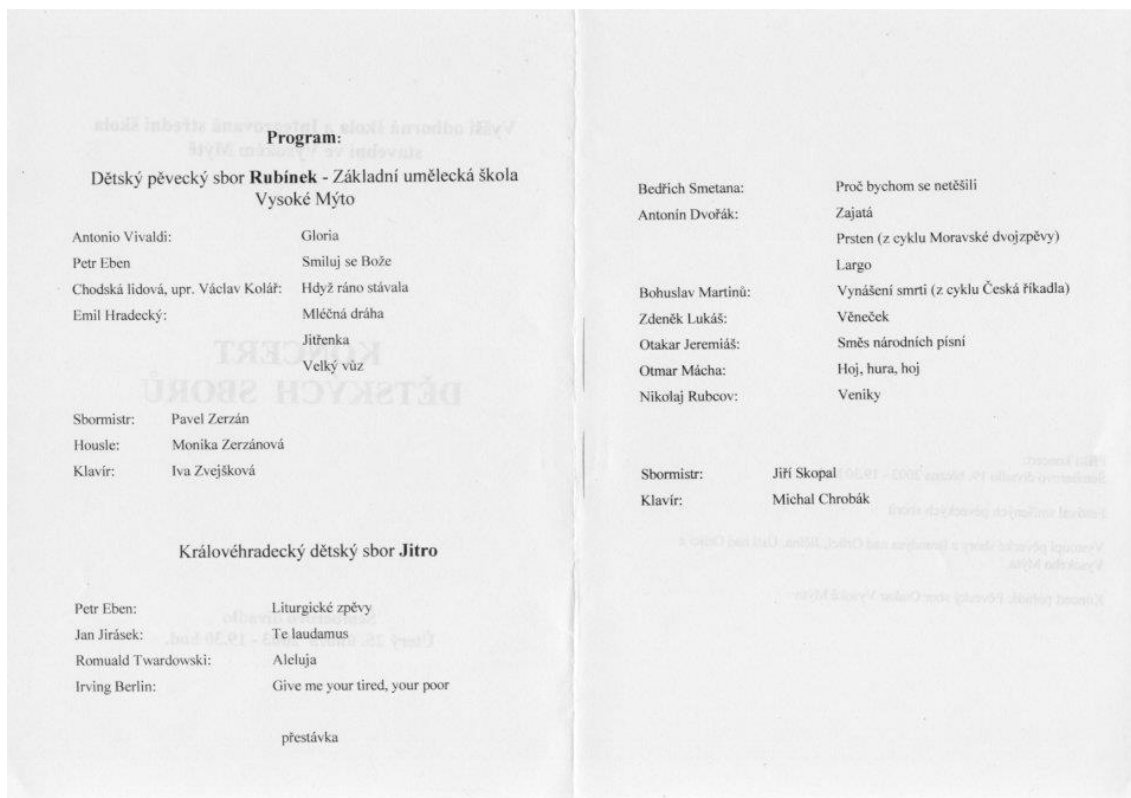 Program:
Dětský pěvecký sbor Rubínek - Základní umělecká škola
Vysoké Mýto
Antonio Vivaldi: Gloria
Petr Eben Smiluj se Bože
Chodská lidová, upr. Václav Kolář: Když ráno stávala
Emil Hradecký: Mléčná dráha
Jitřenka
Velký vůz
Sbormistr: Pavel Zerzán
Housle: Monika Zerzánová
Klavír: Iva Zvejšková
Královéhradecký dětský sbor Jitro
Petr Eben: Liturgické zpěvy
Jan Jirásek: Te laudamus
Romuald Twardowski: Aleluja
Irving Berlin: Give me your tired, your poor
přestávka
Bedřich Smetana: Proč bychom se netěšili
Antonín Dvořák: Zajatá
Prsten (z cyklu Moravské dvojzpěvy)
Largo
Bohuslav Martinů: Vynášení smrti (z cyklu Česká říkadla)
Zdeněk Lukáš: Věneček
Otakar Jeremiáš: Směs národních písní
Otmar Mácha: Hoj, hura, hoj
Nikolaj Rubcov: Veniky
Sbormistr: Jiří Skopal
Klavír: Michal Chrobák